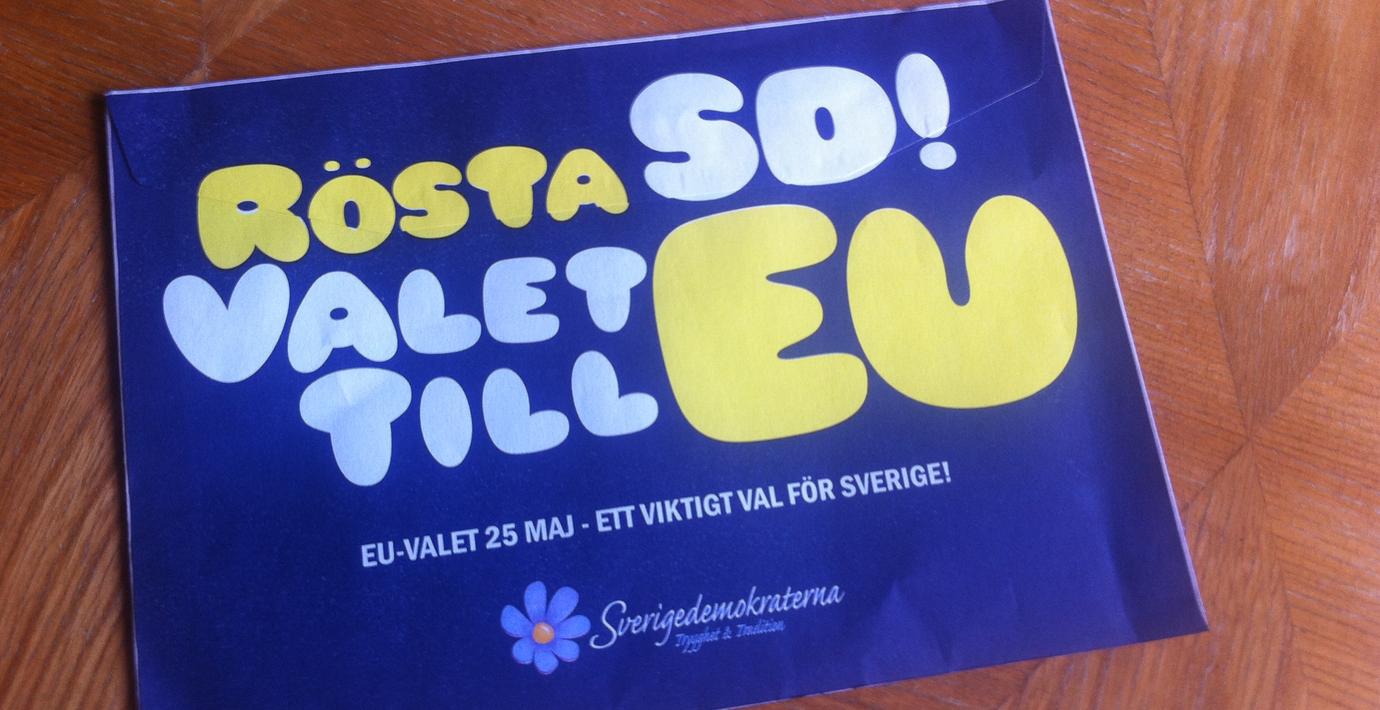 RÖSTA SD!
VALET EU
TILL
EU-VALET 25 MAJ - ETT VIKTIGT VAL FÖR SVERIGE!
Sverigedemokraterna
Trygghet & Tradition